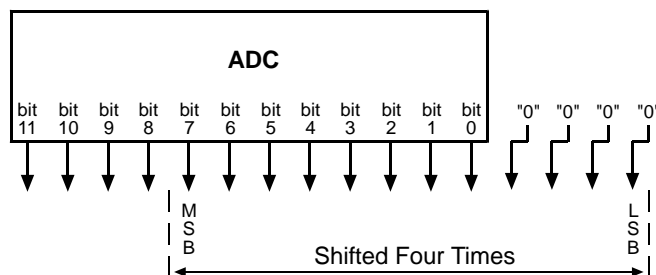 ADC
bit bit bit bit bit bit bit bit bit bit bit bit "0" "0" "0" "0"
11 10 9 8 7 6 5 4 3 2 1 0
M L
S S
B B
Shifted Four Times